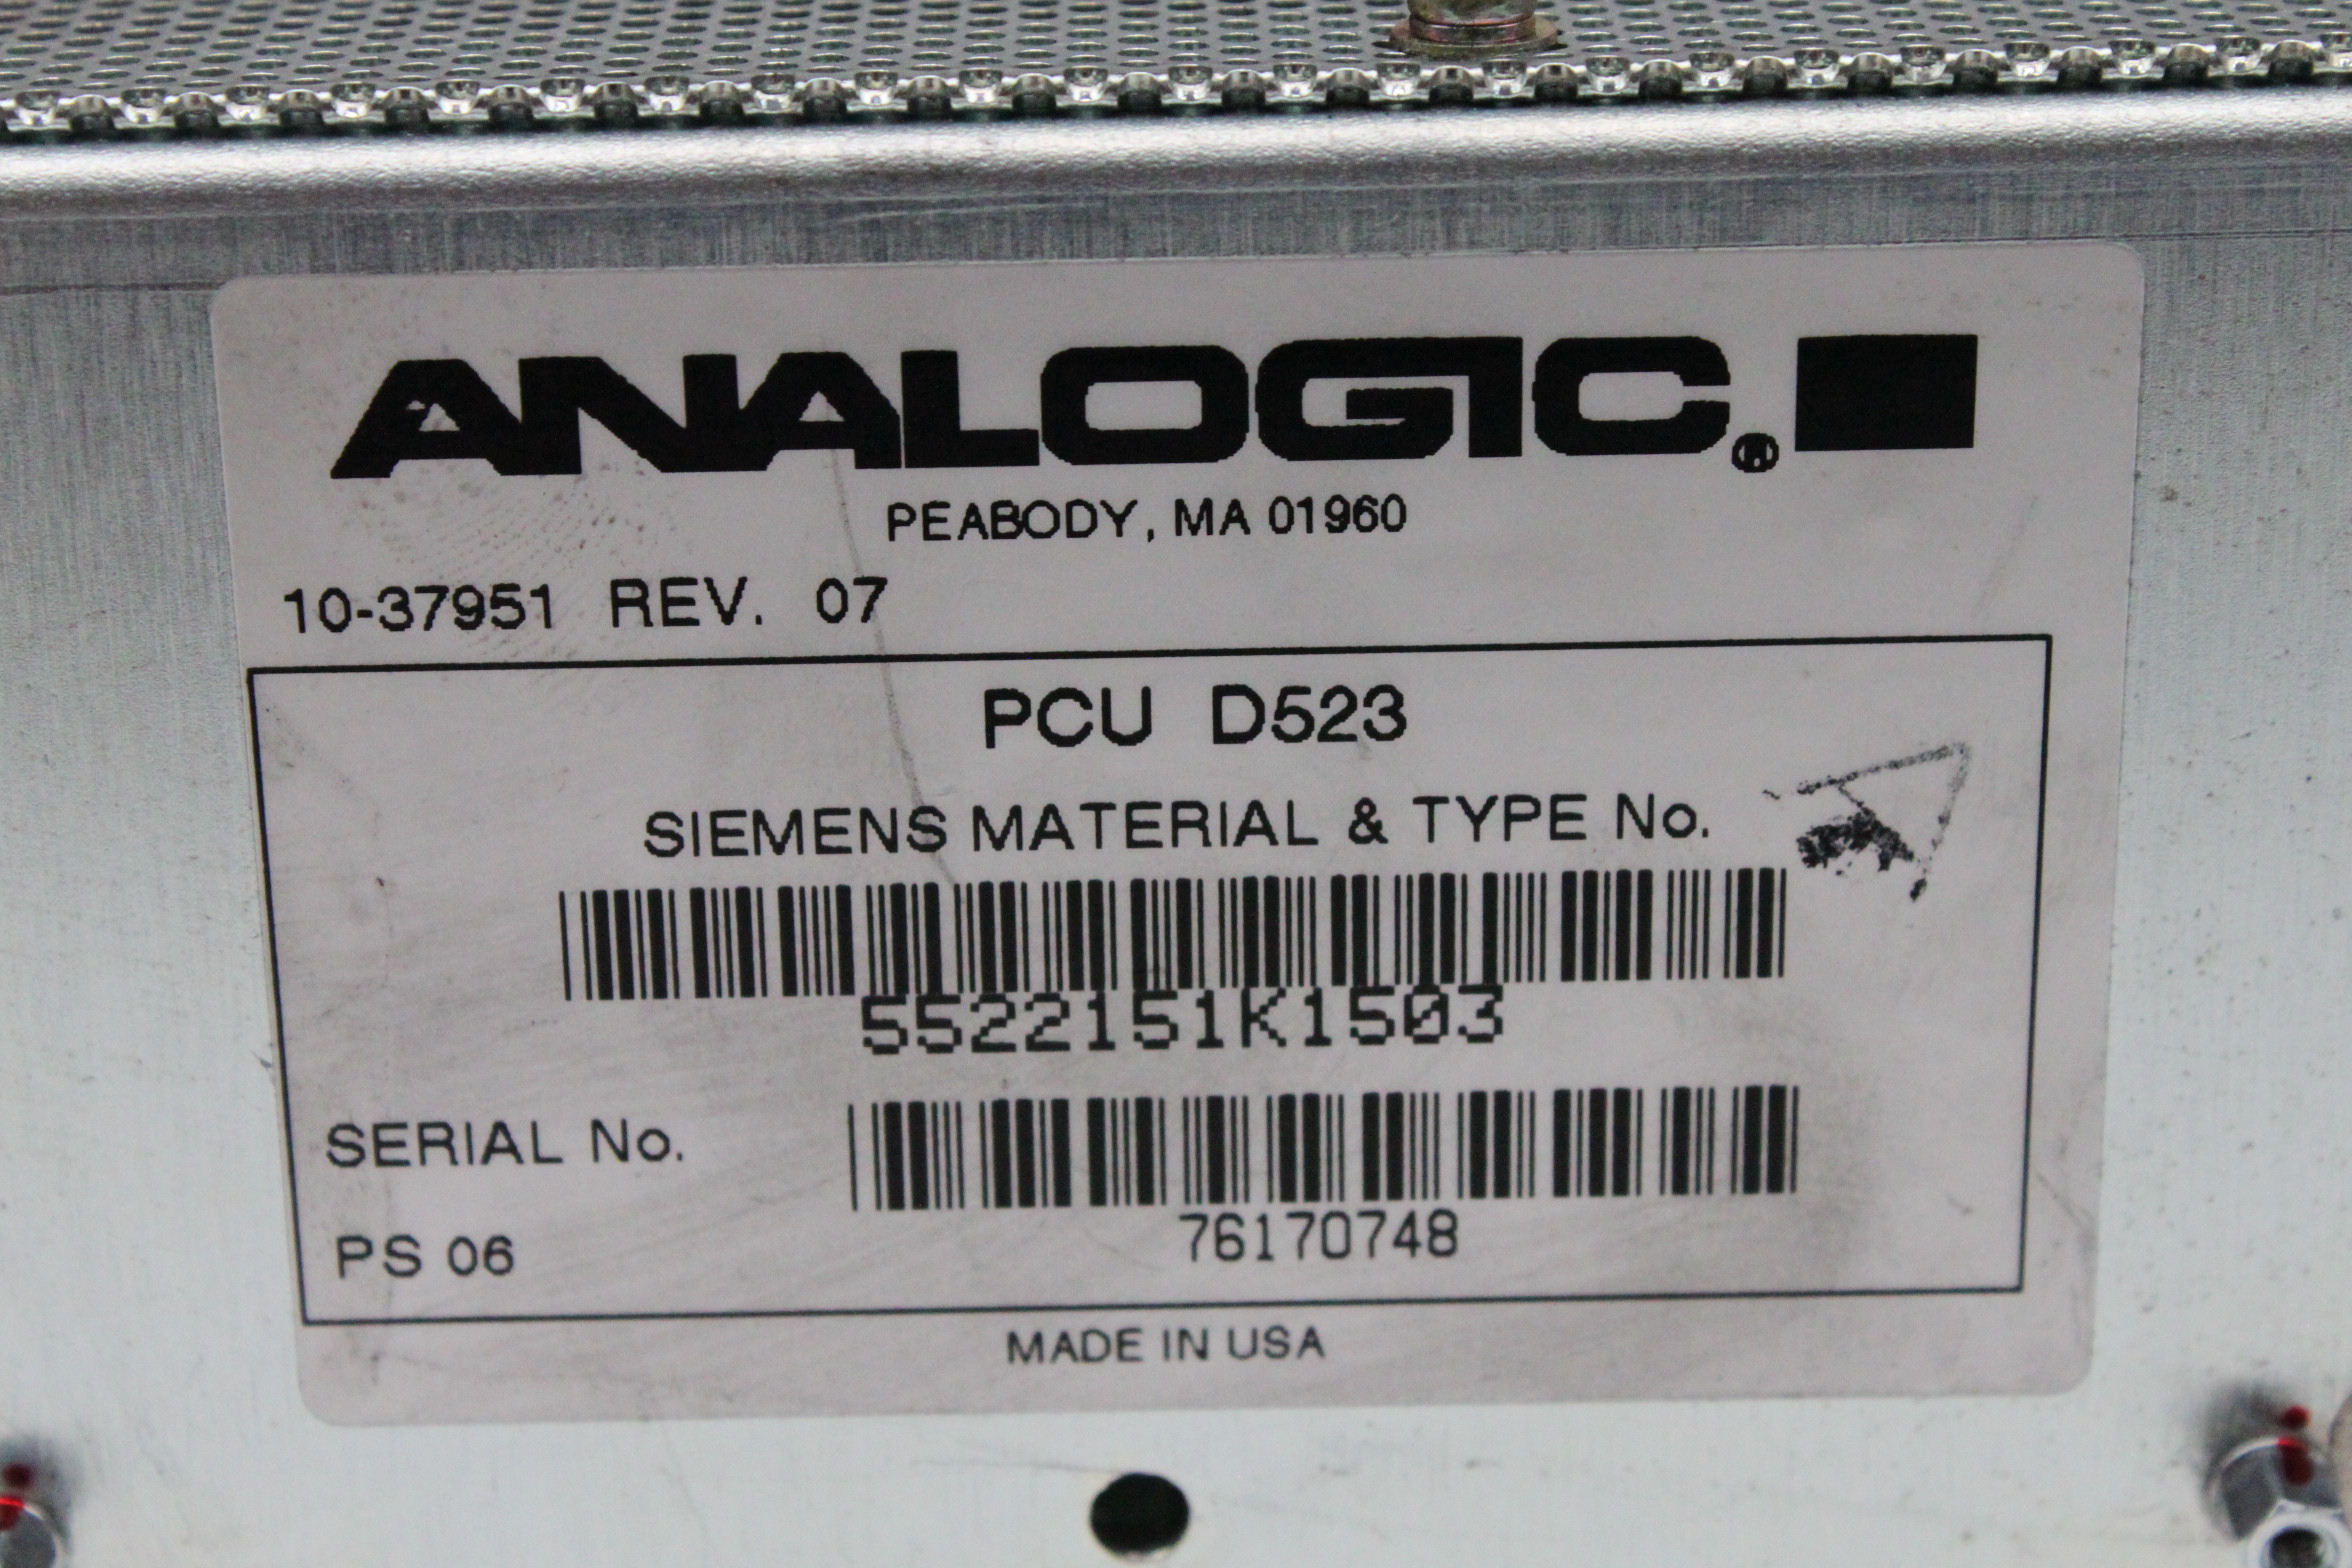 ANALOGIC®
PEABODY, MA 01960
10-37951 REV. 07
PCU D523
SIEMENS MATERIAL & TYPE No.
5522151K1503
SERIAL No.
76170748
PS 06
MADE IN USA